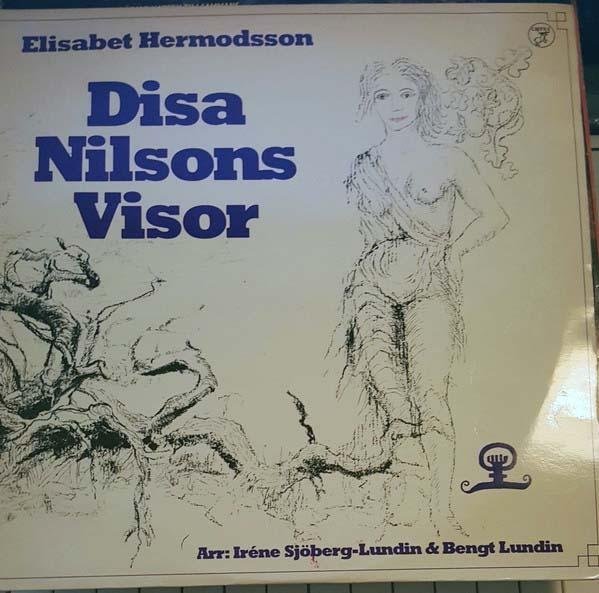 Elisabet Hermodsson
Disa
Nilsons
Visor
Arr: Iréne Sjöberg-Lundin & Bengt Lundin